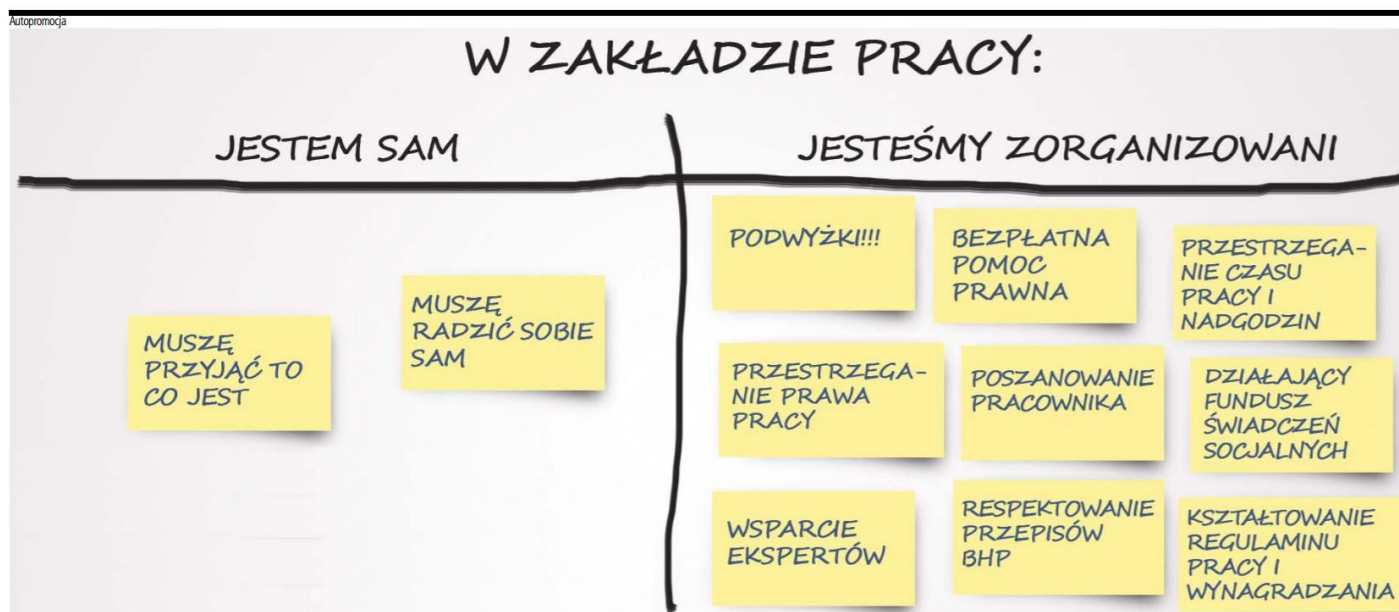 Autopromocja
W ZAKŁADZIE PRACY:
JESTEM SAM
JESTEŚMY ZORGANIZOWANI
MUSZĘ
PRZYJĄĆ TO
CO JEST
MUSZĘ
RADZIĆ SOBIE
SAM
PODWYŻKI!!!
BEZPŁATNA
POMOC
PRAWNA
PRZESTRZEGA-
NIE CZASU
PRACY I
NADGODZIN
PRZESTRZEGA-
NIE PRAWA
PRACY
POSZANOWANIE
PRACOWNIKA
DZIAŁAJĄCY
FUNDUSZ
ŚWIADCZEŃ
SOCJALNYCH
WSPARCIE
EKSPERTÓW
RESPEKTOWANIE
PRZEPISÓW
BHP
KSZTAŁTOWANIE
REGULAMINU
PRACY I
WYNAGRADZANIA